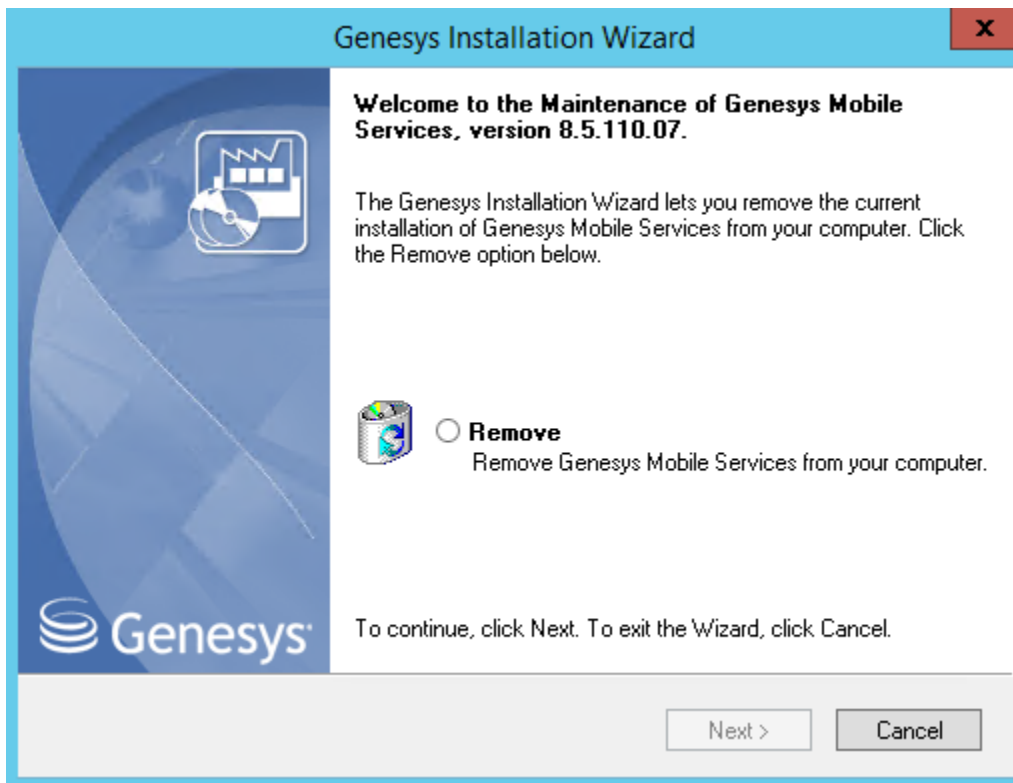 Genesys Installation Wizard
x
Welcome to the Maintenance of Genesys Mobile
Services, version 8.5.110.07.
The Genesys Installation Wizard lets you remove the current
installation of Genesys Mobile Services from your computer. Click
the Remove option below.
Remove
Remove Genesys Mobile Services from your computer.
Genesys
To continue, click Next. To exit the Wizard, click Cancel.
Next >
Cancel